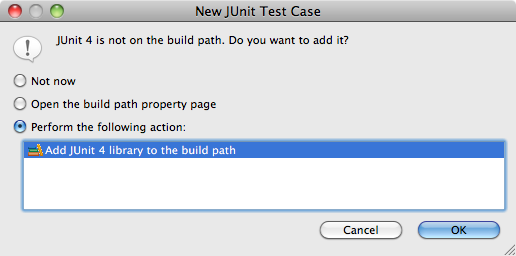 New JUnit Test Case
JUnit 4 is not on the build path. Do you want to add it?
Not now
Open the build path property page
Perform the following action:
Add JUnit 4 library to the build path
Cancel
OK